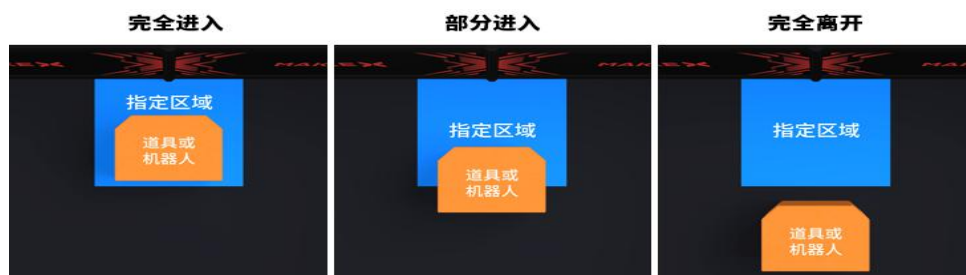 完全进入
部分进入
完全离开
指定区域
道具或
机器人
指定区域
道具或
机器人
指定区域
道具或
机器人